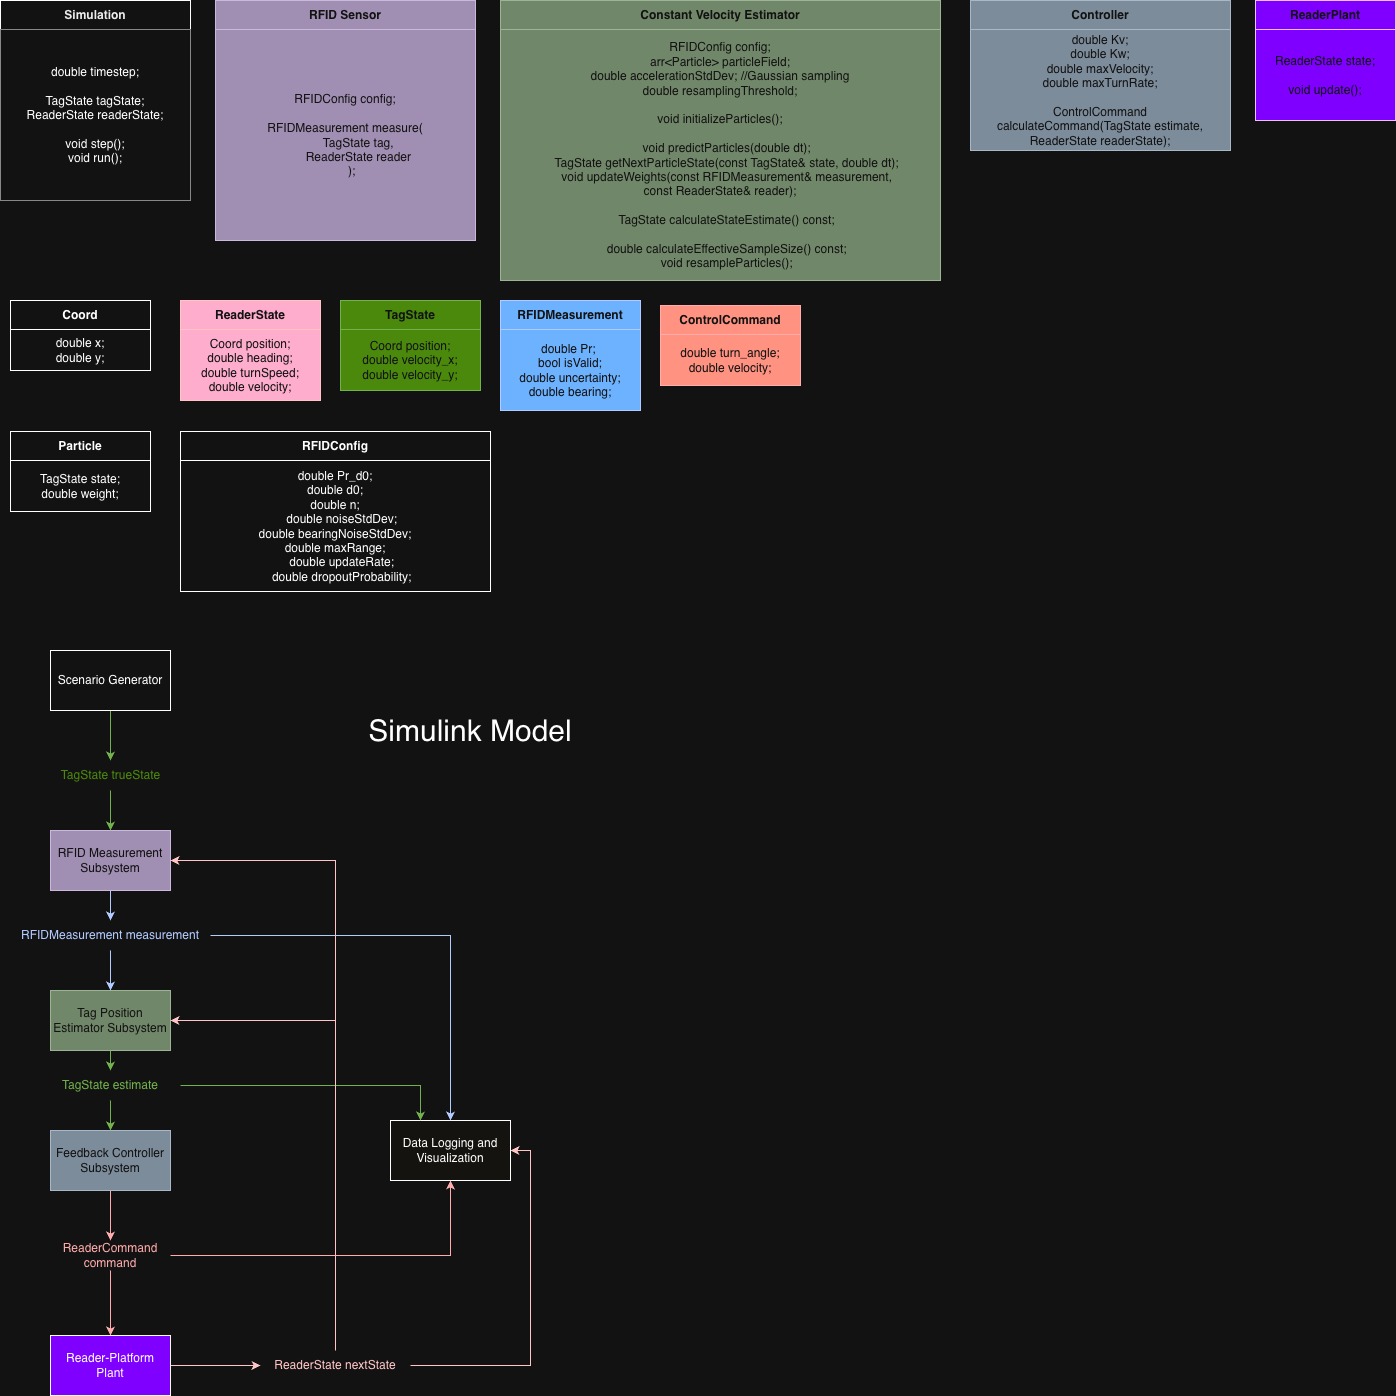 Simulation
double timestep;
TagState tagState;
ReaderState readerState;
void step();
void run();
RFID Sensor
RFIDConfig config;
RFIDMeasurement measure(
TagState tag,
ReaderState reader
);
Constant Velocity Estimator
RFIDConfig config;
arr<Particle> particleField;
double accelerationStdDev; //Gaussian sampling
double resamplingThreshold;
void initializeParticles();
void predictParticles(double dt);
TagState getNextParticleState(const TagState& state, double dt);
void updateWeights(const RFIDMeasurement& measurement,
const ReaderState& reader);
TagState calculateStateEstimate() const;
double calculateEffectiveSampleSize() const;
void resampleParticles();
Controller
double Kv;
double Kw;
double maxVelocity;
double maxTurnRate;
ControlCommand
calculateCommand(TagState estimate,
ReaderState readerState);
ReaderPlant
ReaderState state;
void update();
Coord
double x;
double y;
ReaderState
Coord position;
double heading;
double turnSpeed;
double velocity;
TagState
Coord position;
double velocity_x;
double velocity_y;
RFIDMeasurement
double Pr;
bool isValid;
double uncertainty;
double bearing;
ControlCommand
double turn_angle;
double velocity;
Particle
TagState state;
double weight;
RFIDConfig
double Pr_d0;
double d0;
double n;
double noiseStdDev;
double bearingNoiseStdDev;
double maxRange;
double updateRate;
double dropoutProbability;
Scenario Generator
Simulink Model
TagState trueState
RFID Measurement
Subsystem
RFIDMeasurement measurement
Tag Position
Estimator Subsystem
TagState estimate
Feedback Controller
Subsystem
Data Logging and
Visualization
ReaderCommand
command
Reader-Platform
Plant
ReaderState nextState